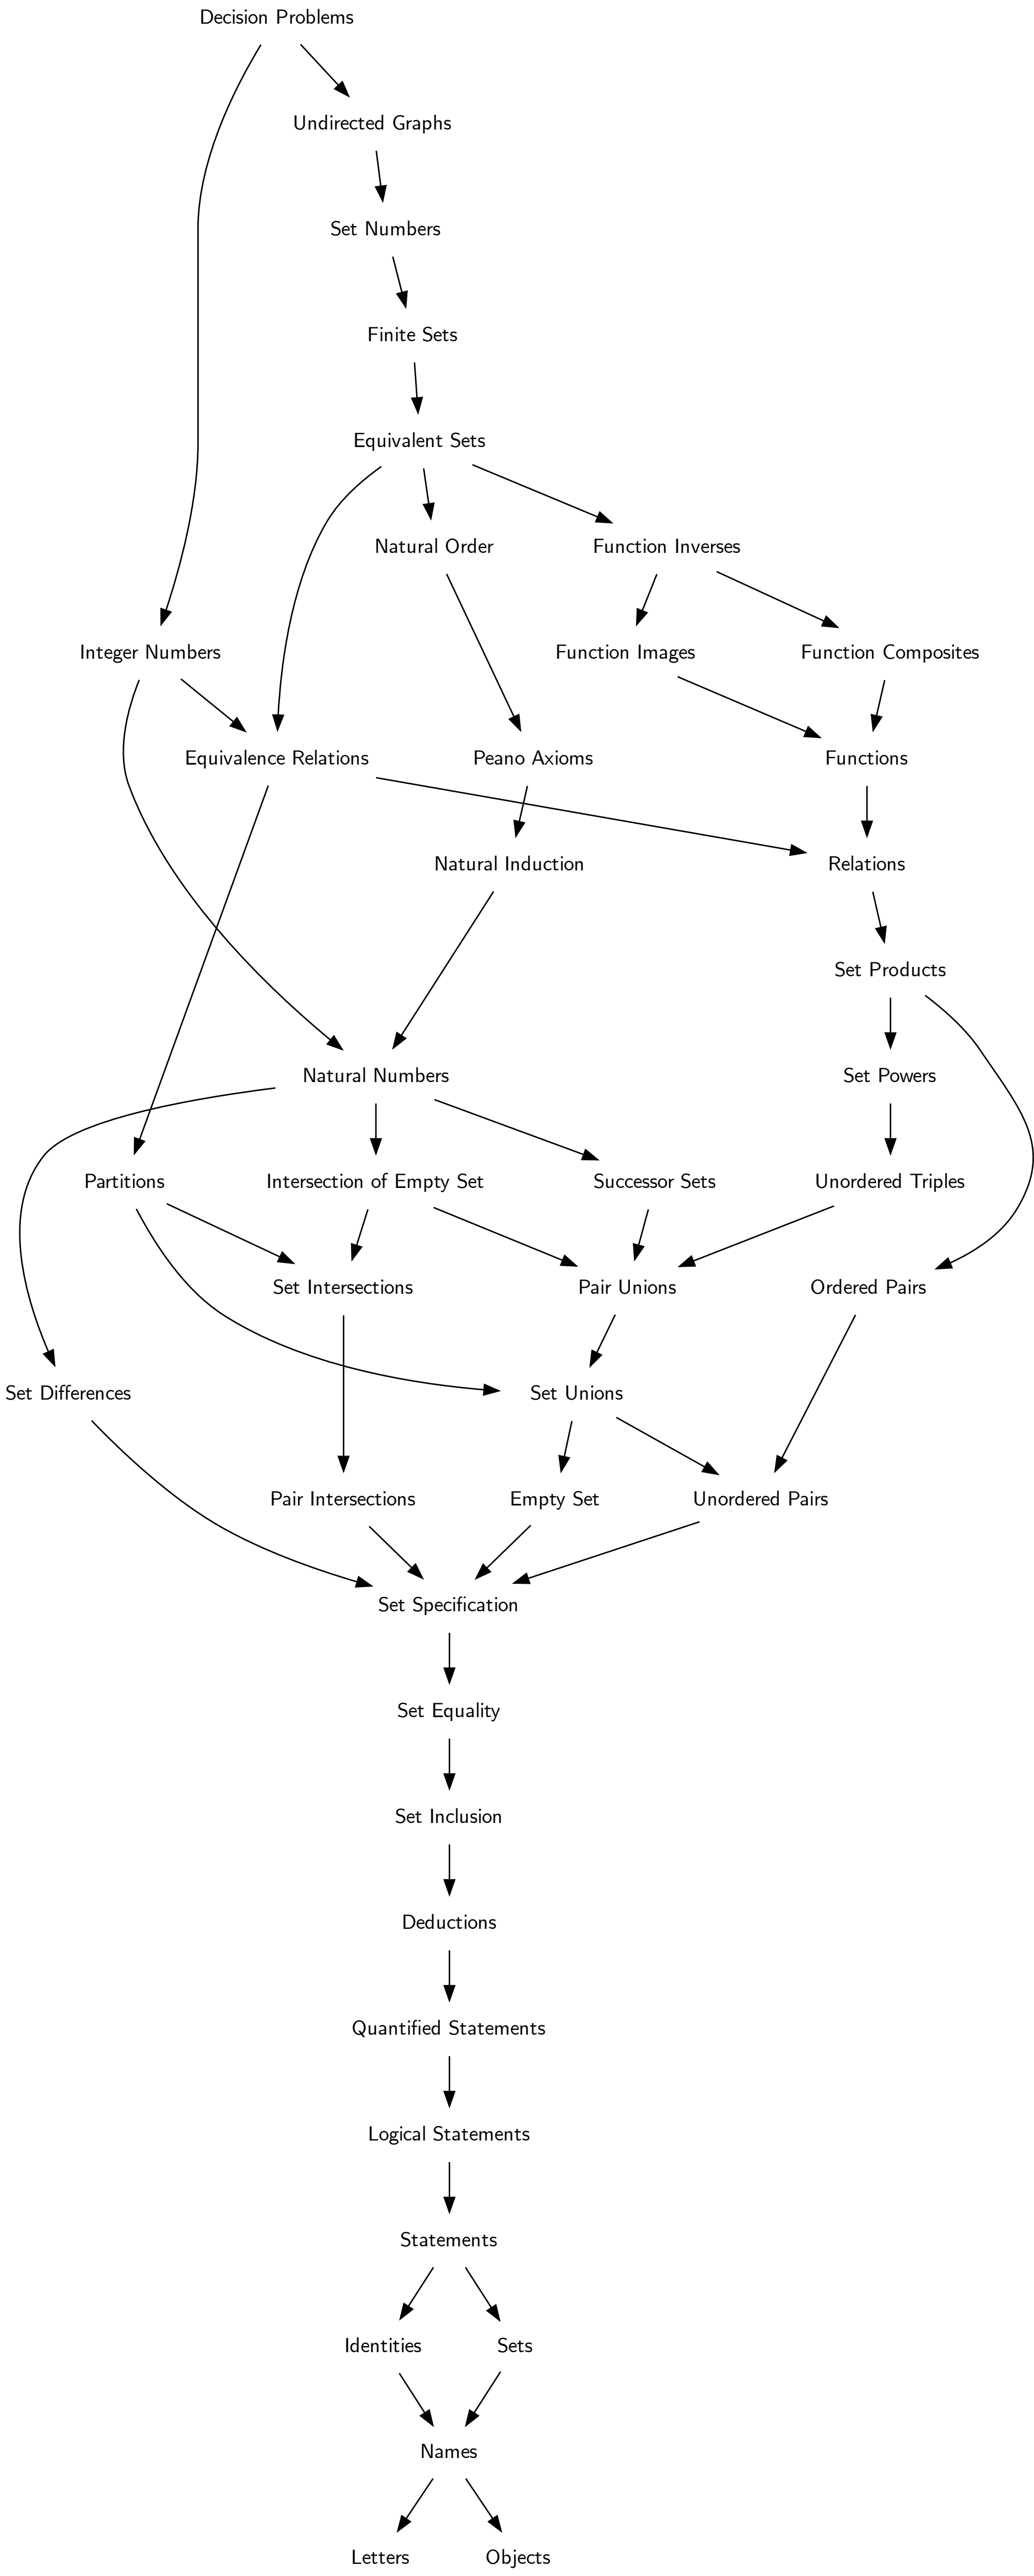 Decision Problems
Undirected Graphs
Set Numbers
Finite Sets
Equivalent Sets
Natural Order
Function Inverses
Integer Numbers
Function Images
Function Composites
Equivalence Relations
Peano Axioms
Functions
Natural Induction
Relations
Set Products
Natural Numbers
Set Powers
Partitions
Intersection of Empty Set
Successor Sets
Unordered Triples
Set Intersections
Pair Unions
Ordered Pairs
Set Differences
Set Unions
Pair Intersections
Empty Set
Unordered Pairs
Set Specification
Set Equality
Set Inclusion
Deductions
Quantified Statements
Logical Statements
Statements
Identities
Sets
Names
Letters
Objects